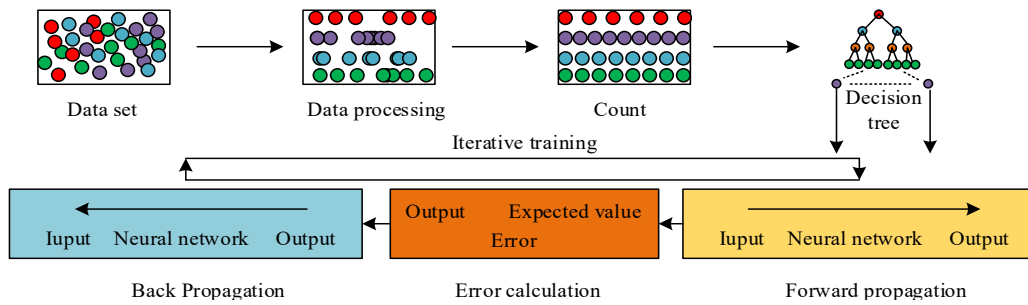 Data set
Data processing
Count
Decision
tree
Iterative training
Iuput
Neural network
Output
Output
Expected value
Error
Iuput
Neural network
Output
Back Propagation
Error calculation
Forward propagation